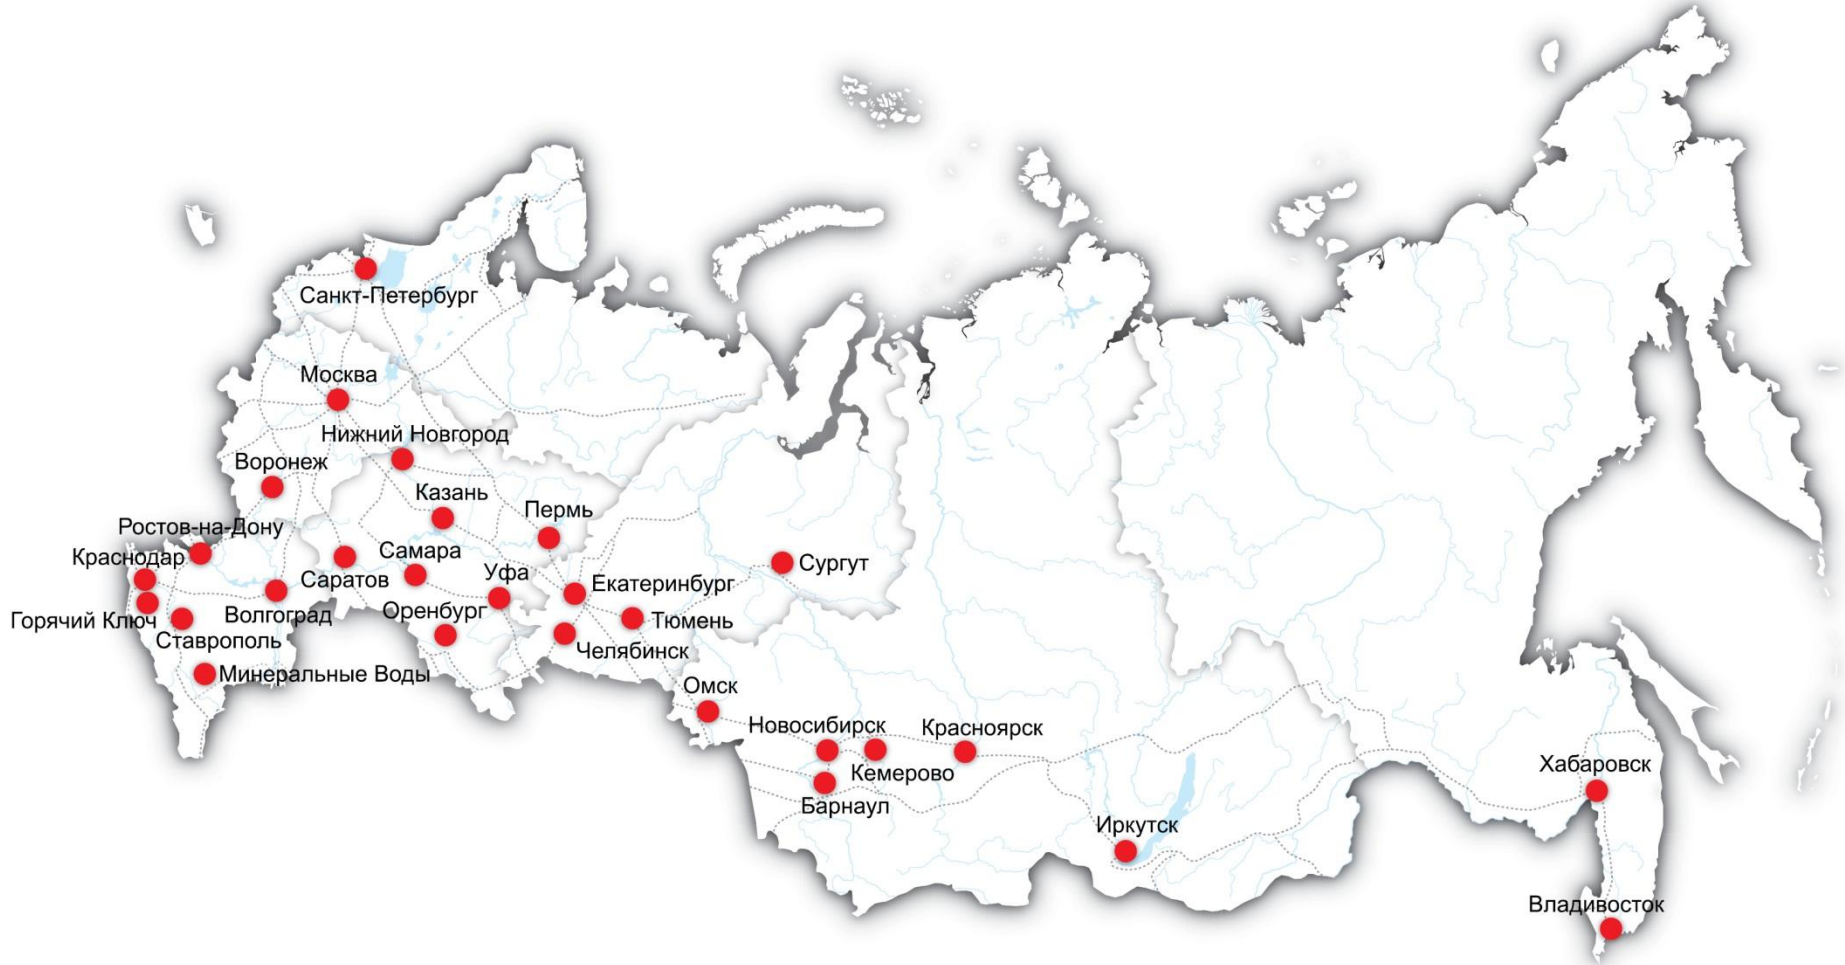 Санкт-Петербург
Москва
Нижний Новгород
Воронеж
Казань
Пермь
Ростов-на-Дону
Краснодар
Самара
Саратов
Уфа
Екатеринбург
Сургут
Горячий Ключ
Волгоград
Оренбург
Тюмень
Ставрополь
Челябинск
Минеральные Воды
Омск
Новосибирск
Красноярск
Кемерово
Барнаул
Иркутск
Хабаровск
Владивосток